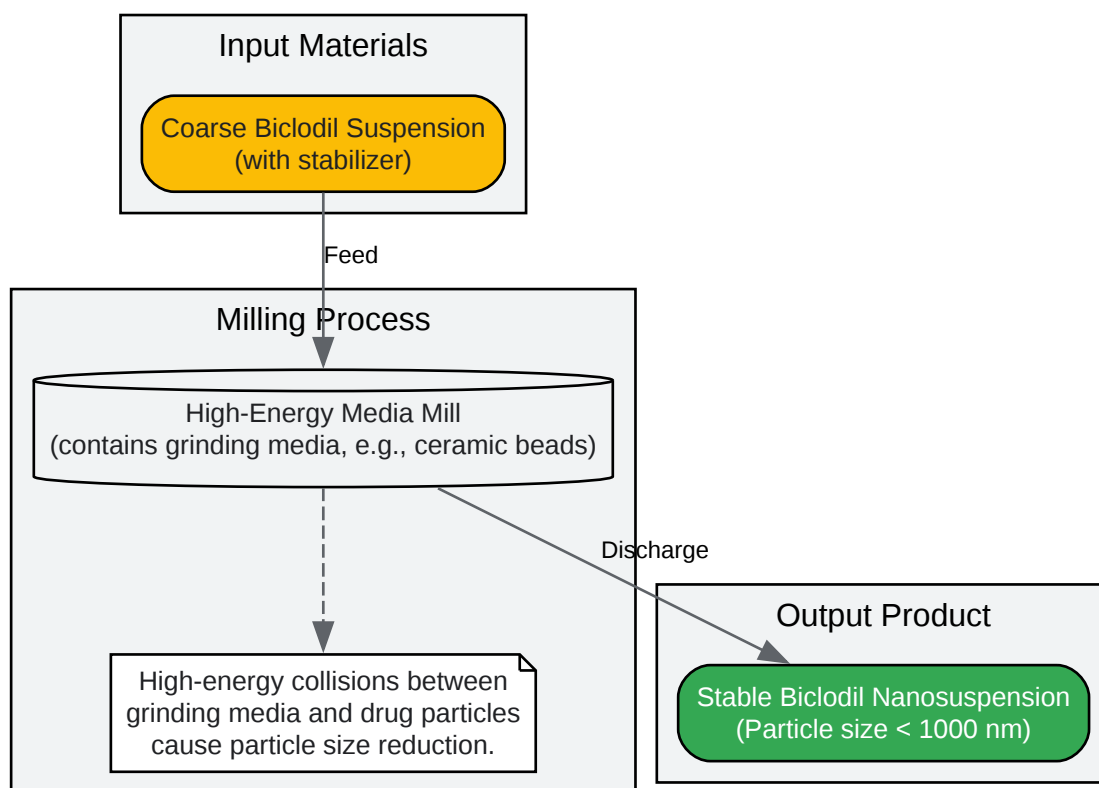 Input Materials
Coarse Biclodil Suspension
(with stabilizer)
Feed
Milling Process
High-Energy Media Mill
(contains grinding media, e.g., ceramic beads)
Discharge
High-energy collisions between
grinding media and drug particles
cause particle size reduction.
Output Product
Stable Biclodil Nanosuspension
(Particle size < 1000 nm)